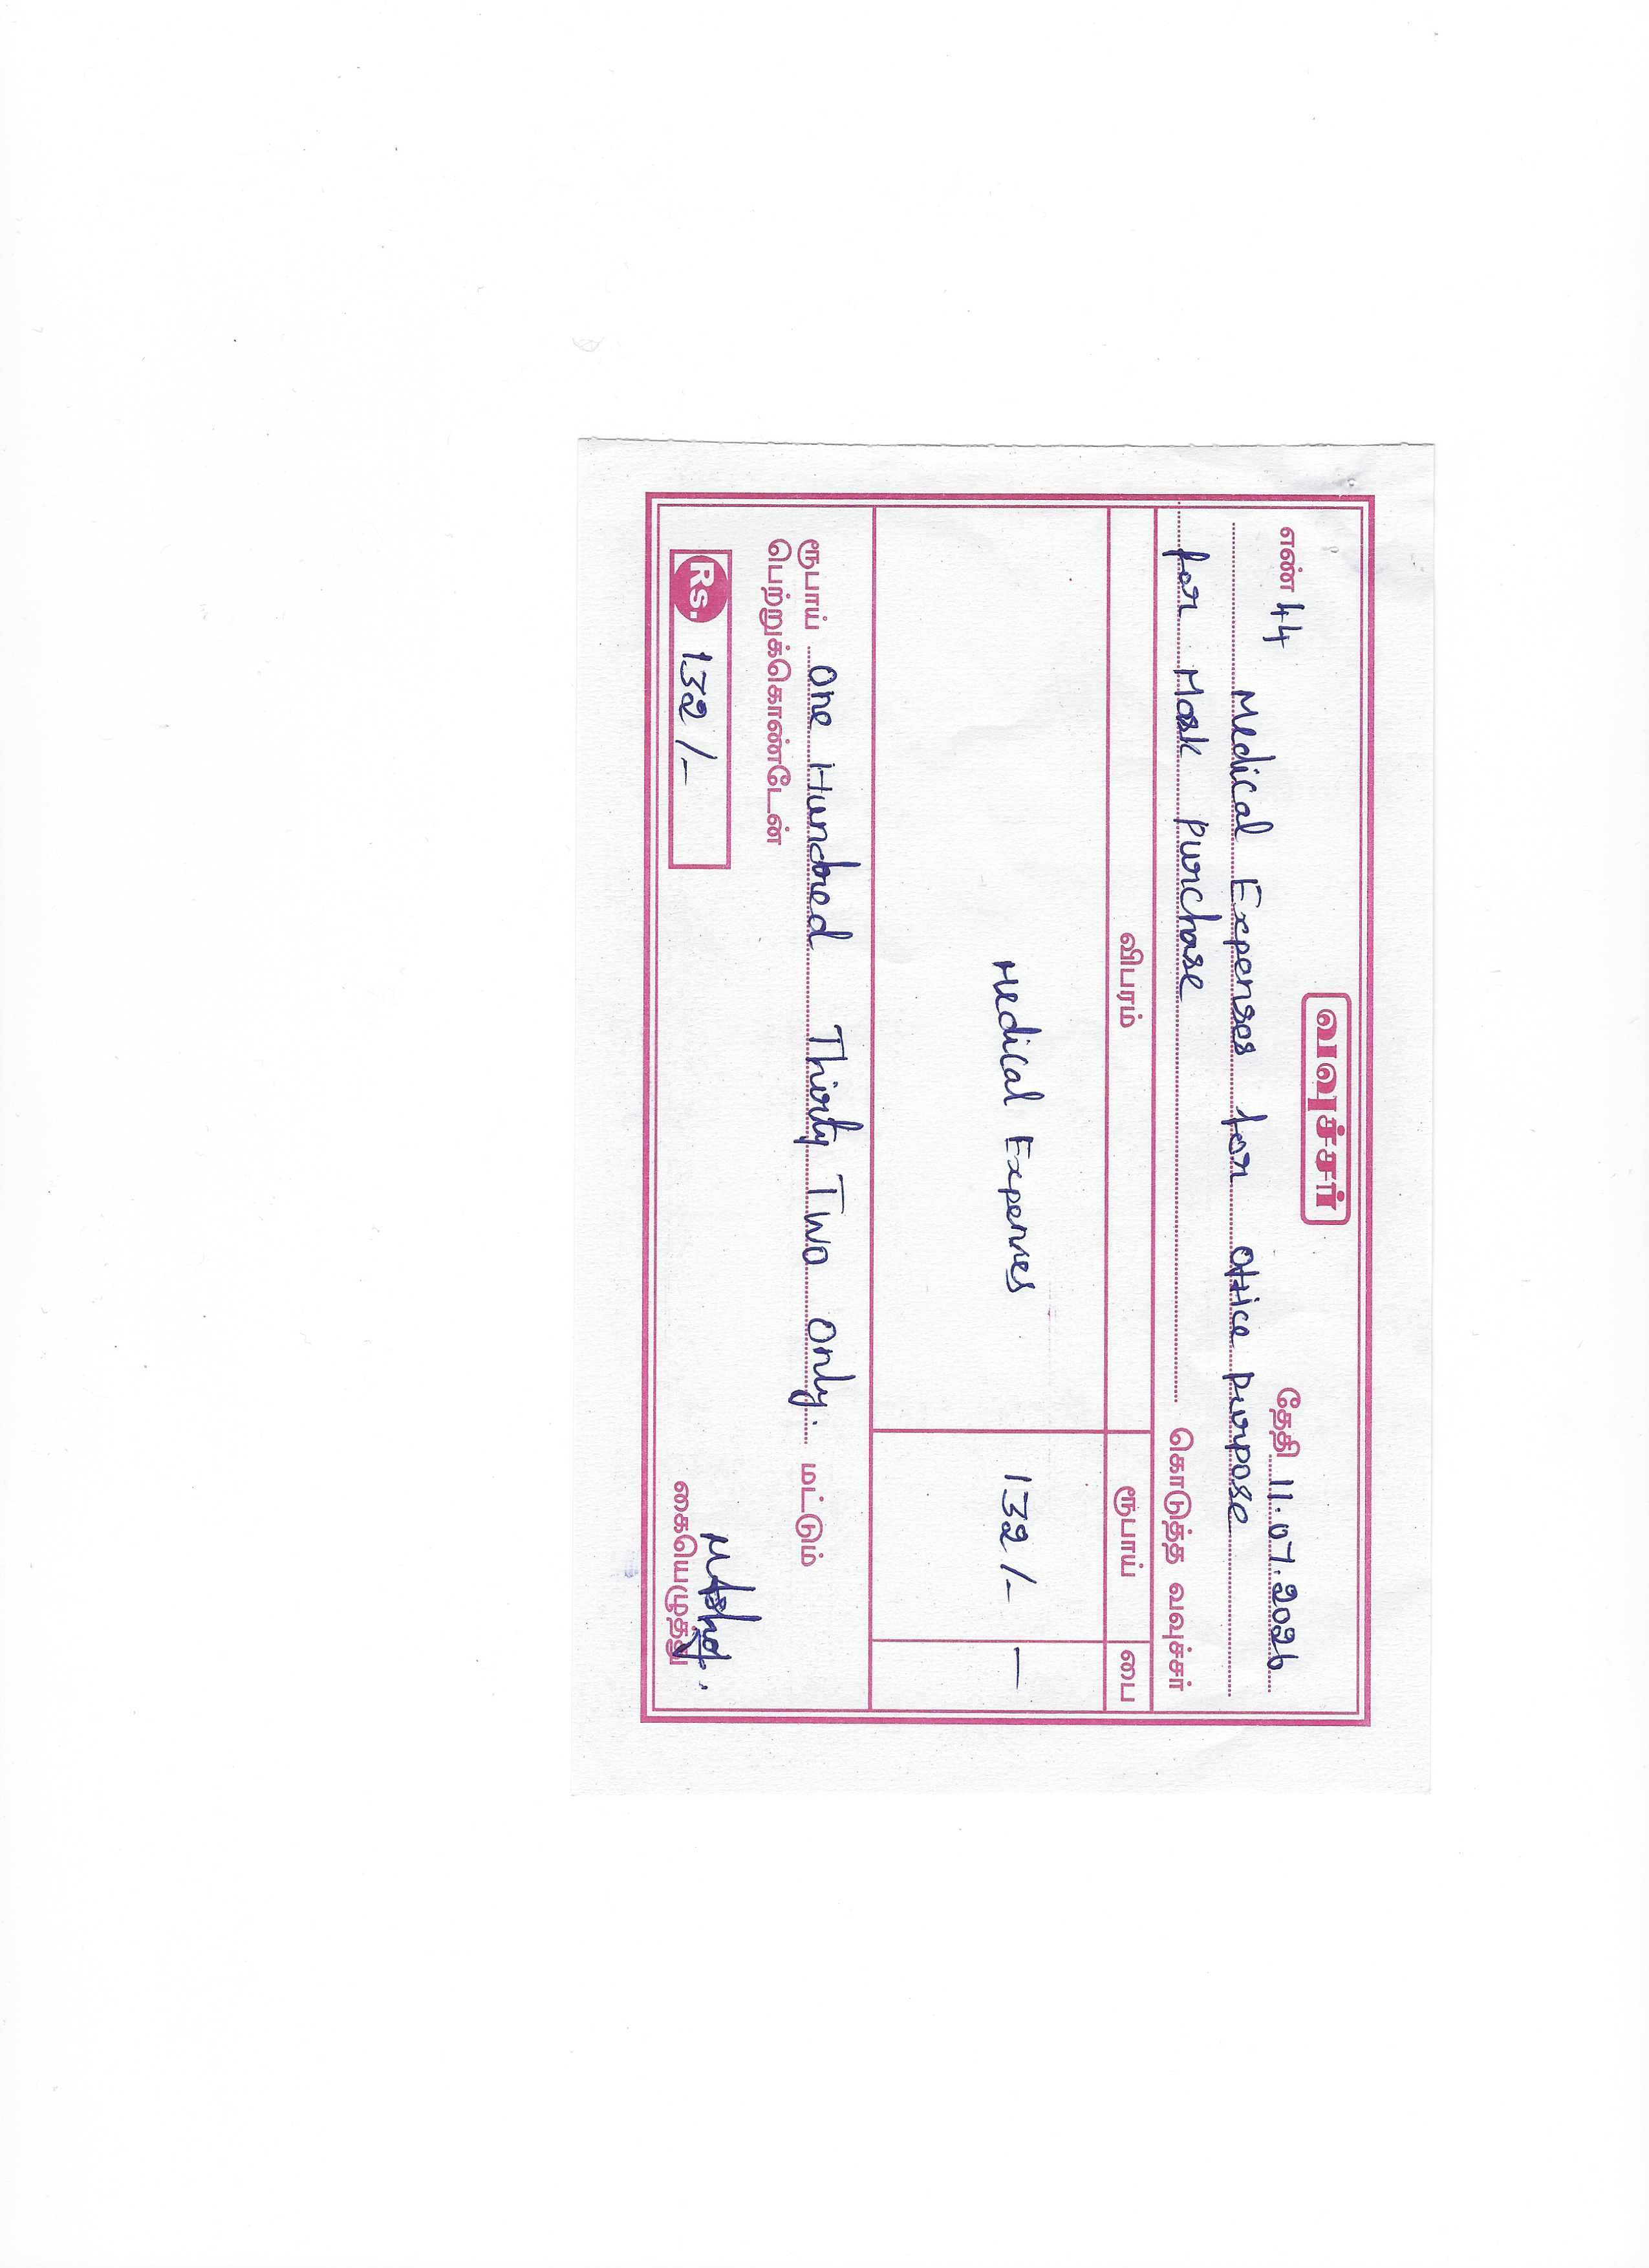 வவுச்சர்
எண் 44 தேதி 11.07.2026
Medical Expenses for office purpose
for Mask purchase கொடுத்த வவுச்சர்
விபரம் ரூபாய் பை
Medical Expenses 132/- —
ரூபாய் One Hundred Thirty Two only. மட்டும்
பெற்றுக்கொண்டேன்
Rs. 132/-
கையெழுத்து